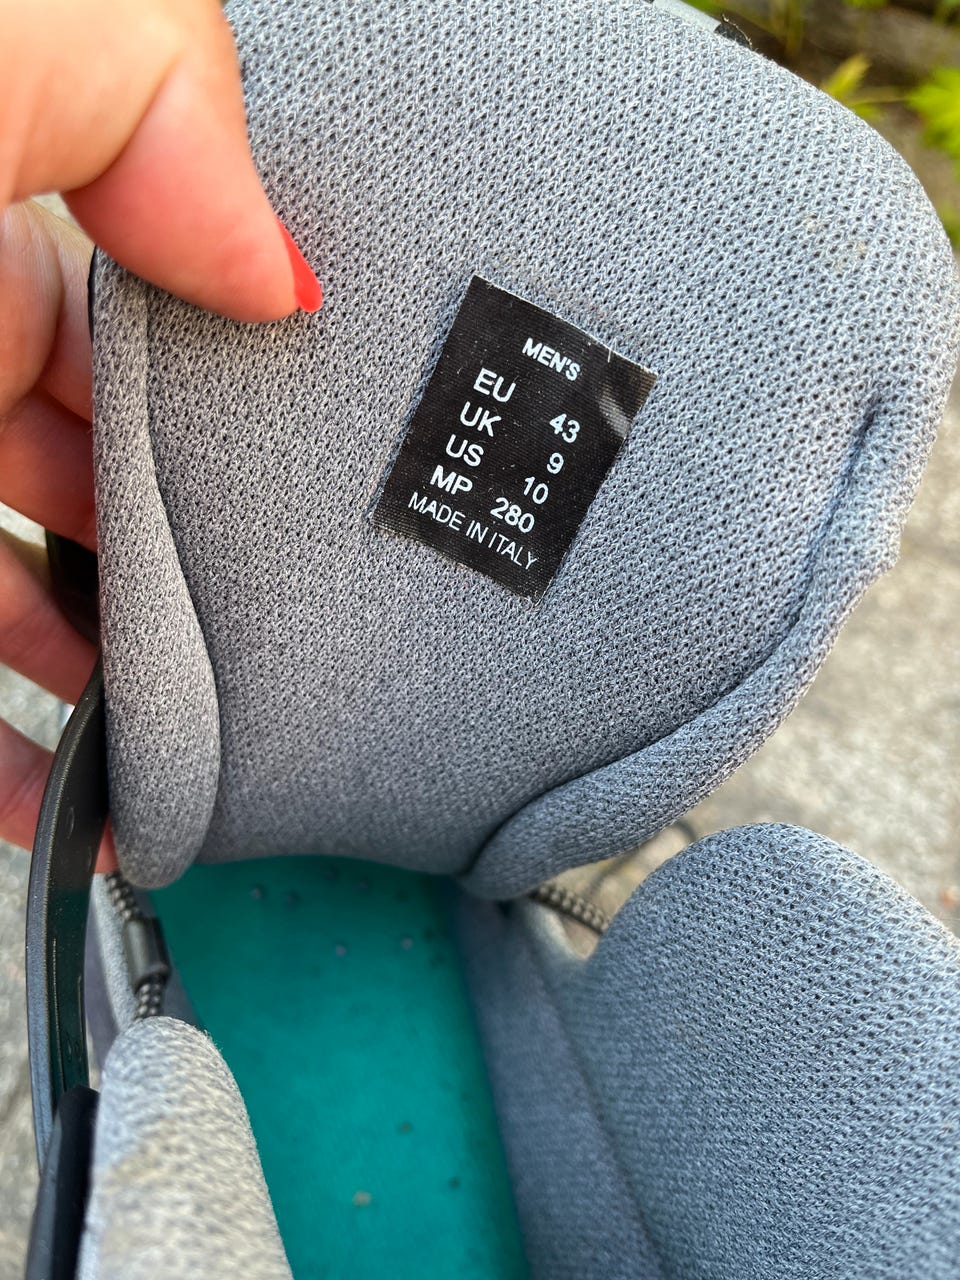 MEN'S
EU 43
UK 9
US 10
MP 280
MADE IN ITALY